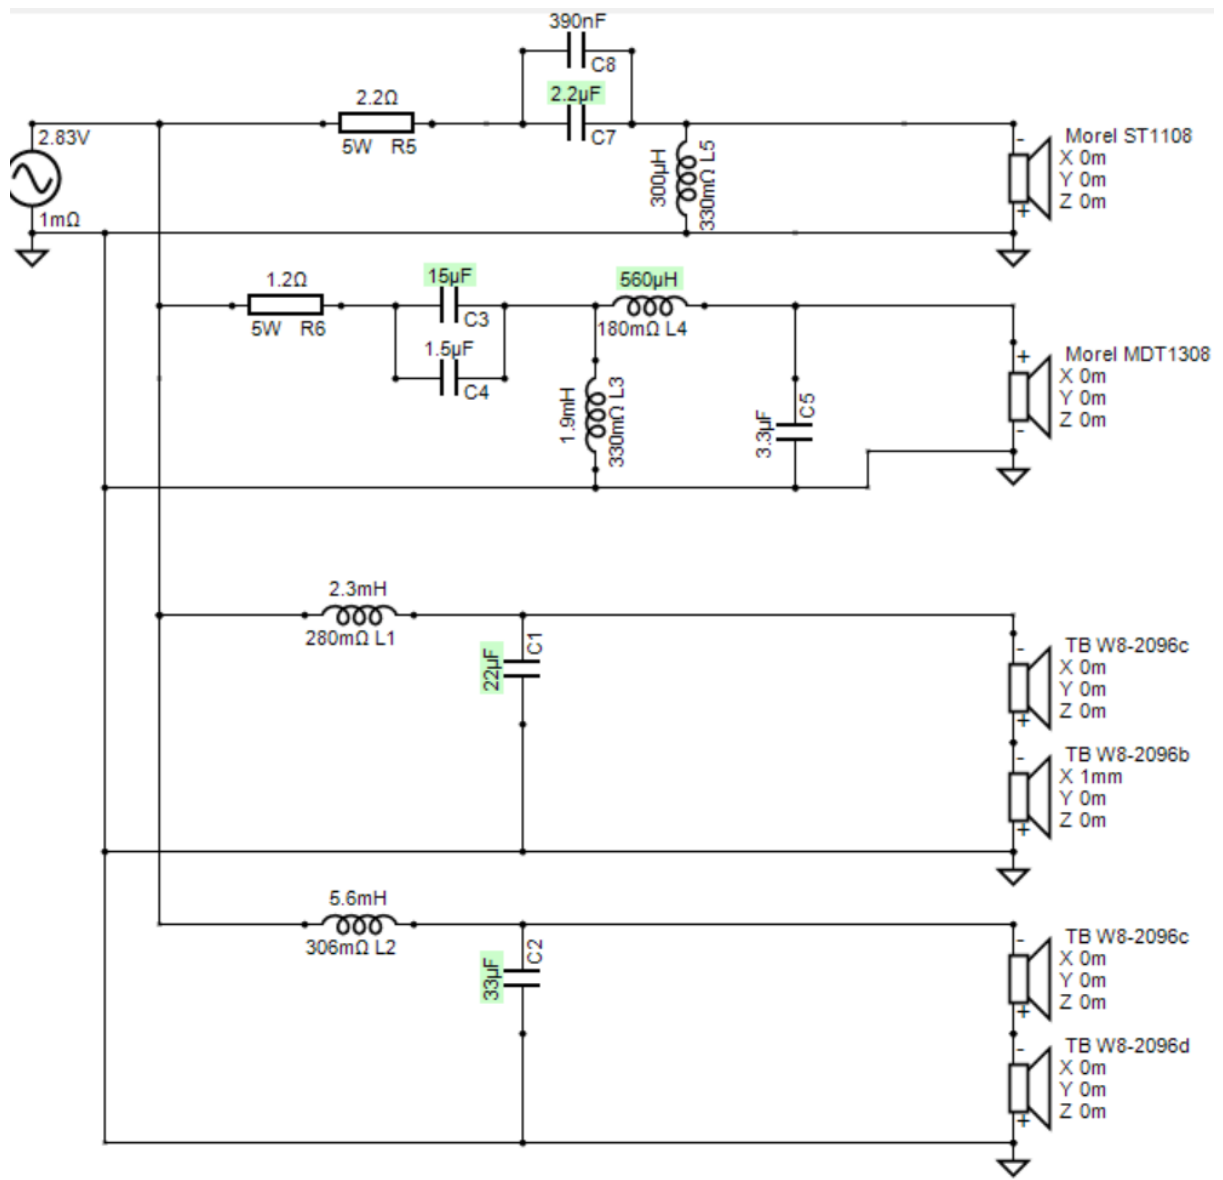 390nF
C8
2.2µF
C7
2.2Ω
5W R5
2.83V
1mΩ
300µH
330mΩ L5
-
Morel ST1108
X 0m
Y 0m
Z 0m
+
1.2Ω
5W R6
15µF
C3
1.5µF
C4
560µH
180mΩ L4
1.9mH
330mΩ L3
3.3µF
C5
Morel MDT1308
+
X 0m
Y 0m
Z 0m
-
2.3mH
280mΩ L1
22µF
C1
TB W8-2096c
-
X 0m
Y 0m
Z 0m
+
TB W8-2096b
-
X 1mm
Y 0m
Z 0m
+
5.6mH
306mΩ L2
33µF
C2
TB W8-2096c
-
X 0m
Y 0m
Z 0m
+
TB W8-2096d
-
X 0m
Y 0m
Z 0m
+